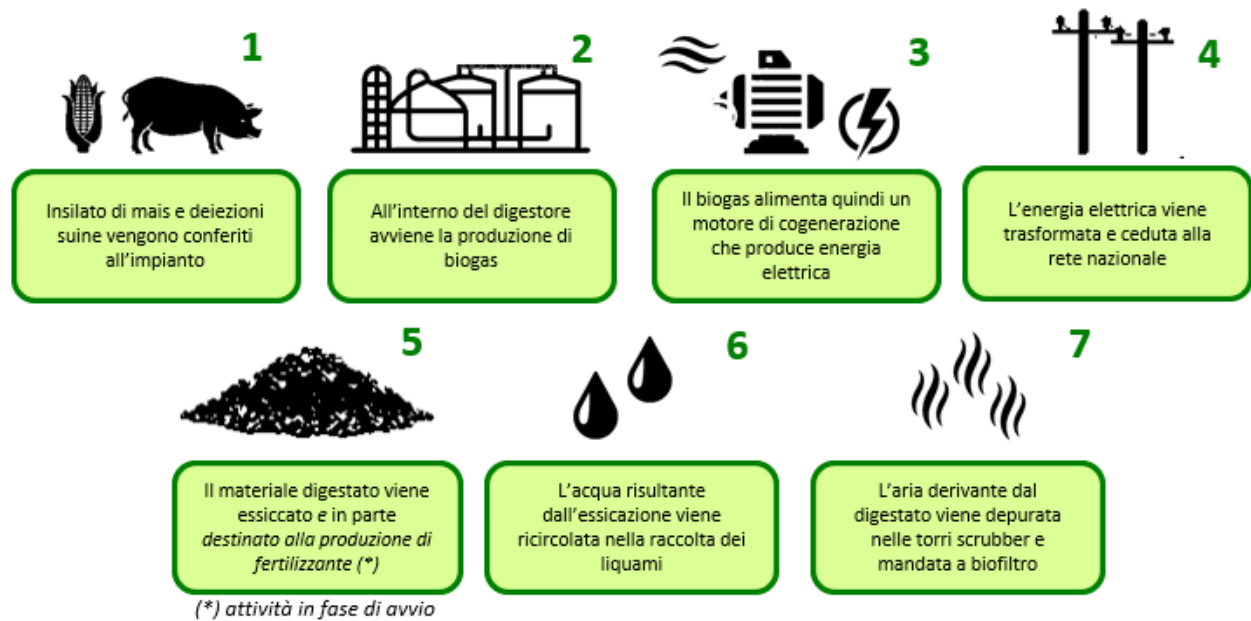 1
Insilato di mais e deiezioni
suine vengono conferiti
all'impianto
2
All'interno del digestore
avviene la produzione di
biogas
3
Il biogas alimenta quindi un
motore di cogenerazione
che produce energia
elettrica
4
L'energia elettrica viene
trasformata e ceduta alla
rete nazionale
5
Il materiale digestato viene
essiccato e in parte
destinato alla produzione di
fertilizzante (*)
(*) attività in fase di avvio
6
L'acqua risultante
dall'essicazione viene
ricircolata nella raccolta dei
liquami
7
L'aria derivante dal
digestato viene depurata
nelle torri scrubber e
mandata a biofiltro